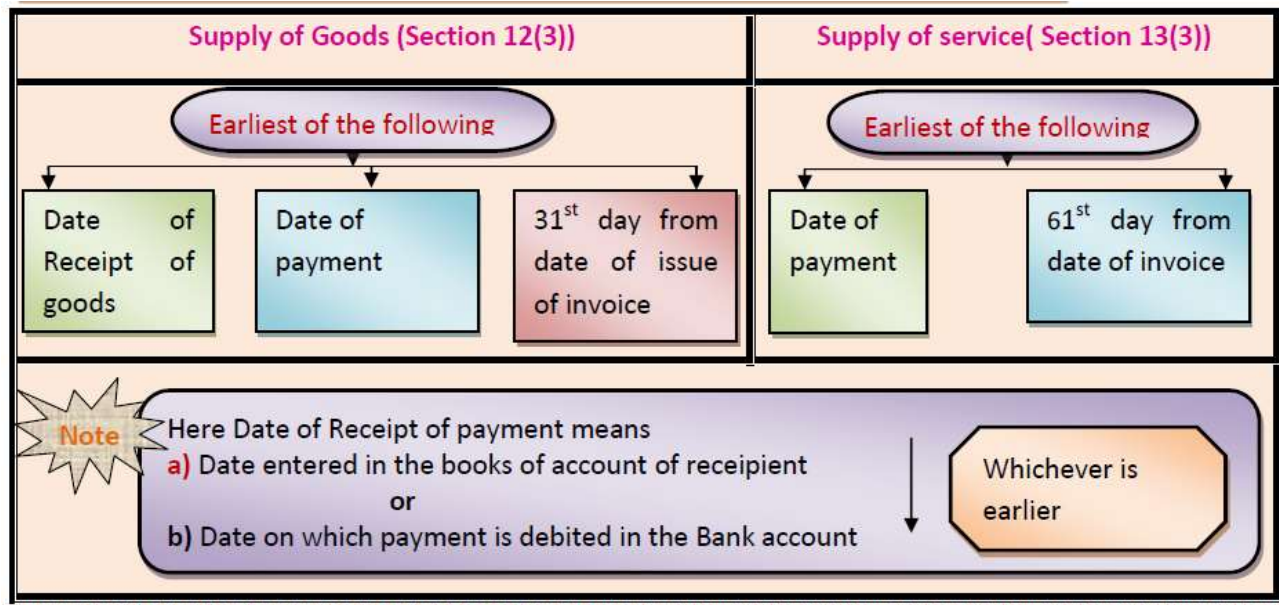 Supply of Goods (Section 12(3))
Supply of service( Section 13(3))
Earliest of the following
Date of
Receipt of
goods
Date of
payment
31st day from
date of issue
of invoice
Earliest of the following
Date of
payment
61st day from
date of invoice
Note
Here Date of Receipt of payment means
a) Date entered in the books of account of receipient
or
b) Date on which payment is debited in the Bank account
Whichever is
earlier